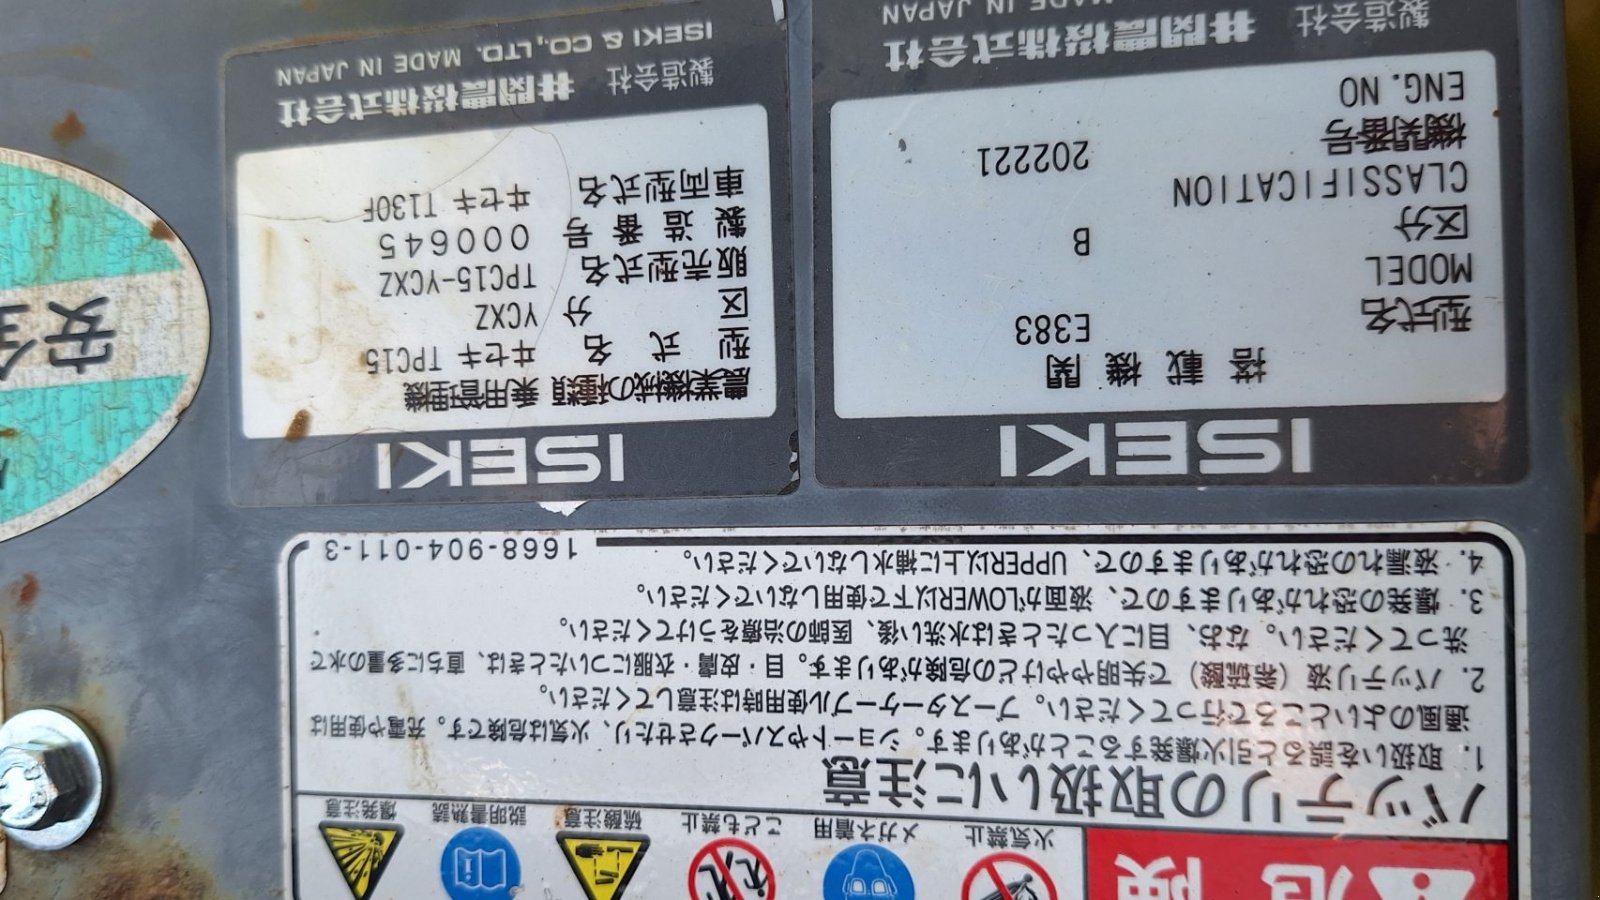 危険
火気禁止
メガネ着用
こども禁止
硫酸注意
説明書熟読
爆発注意
バッテリの取扱いに注意
1. 取扱いを誤ると引火爆発することがあります。ショートやスパークさせたり、火気は危険です。充電や使用は
通風のよいところで行ってください。ブースターケーブル使用時は注意してください。
2. バッテリ液（希硫酸）で失明ややけどの危険があります。目・皮膚・衣服についたときは、直ちに多量の水で
洗ってください。なお、目に入ったときは水洗い後、医師の治療をうけてください。
3. 爆発の恐れがありますので、液面がLOWER以下で使用しないでください。
4. 液漏れの恐れがありますので、UPPER以上に補水しないでください。
1668-904-011-3
ISEKI
搭載機関
型式名 E383
MODEL
区分 B
CLASSIFICATION
機関番号 202221
ENG. NO
製造会社 井関農機株式会社
MADE IN JAPAN
ISEKI
農業機械の種類 乗用管理機
型式名 ヰセキ TPC15
区分 YCXZ
販売型式名 TPC15-YCXZ
製造番号 000645
車両型式名 ヰセキ T130F
製造会社 井関農機株式会社
ISEKI & CO., LTD. MADE IN JAPAN
安全